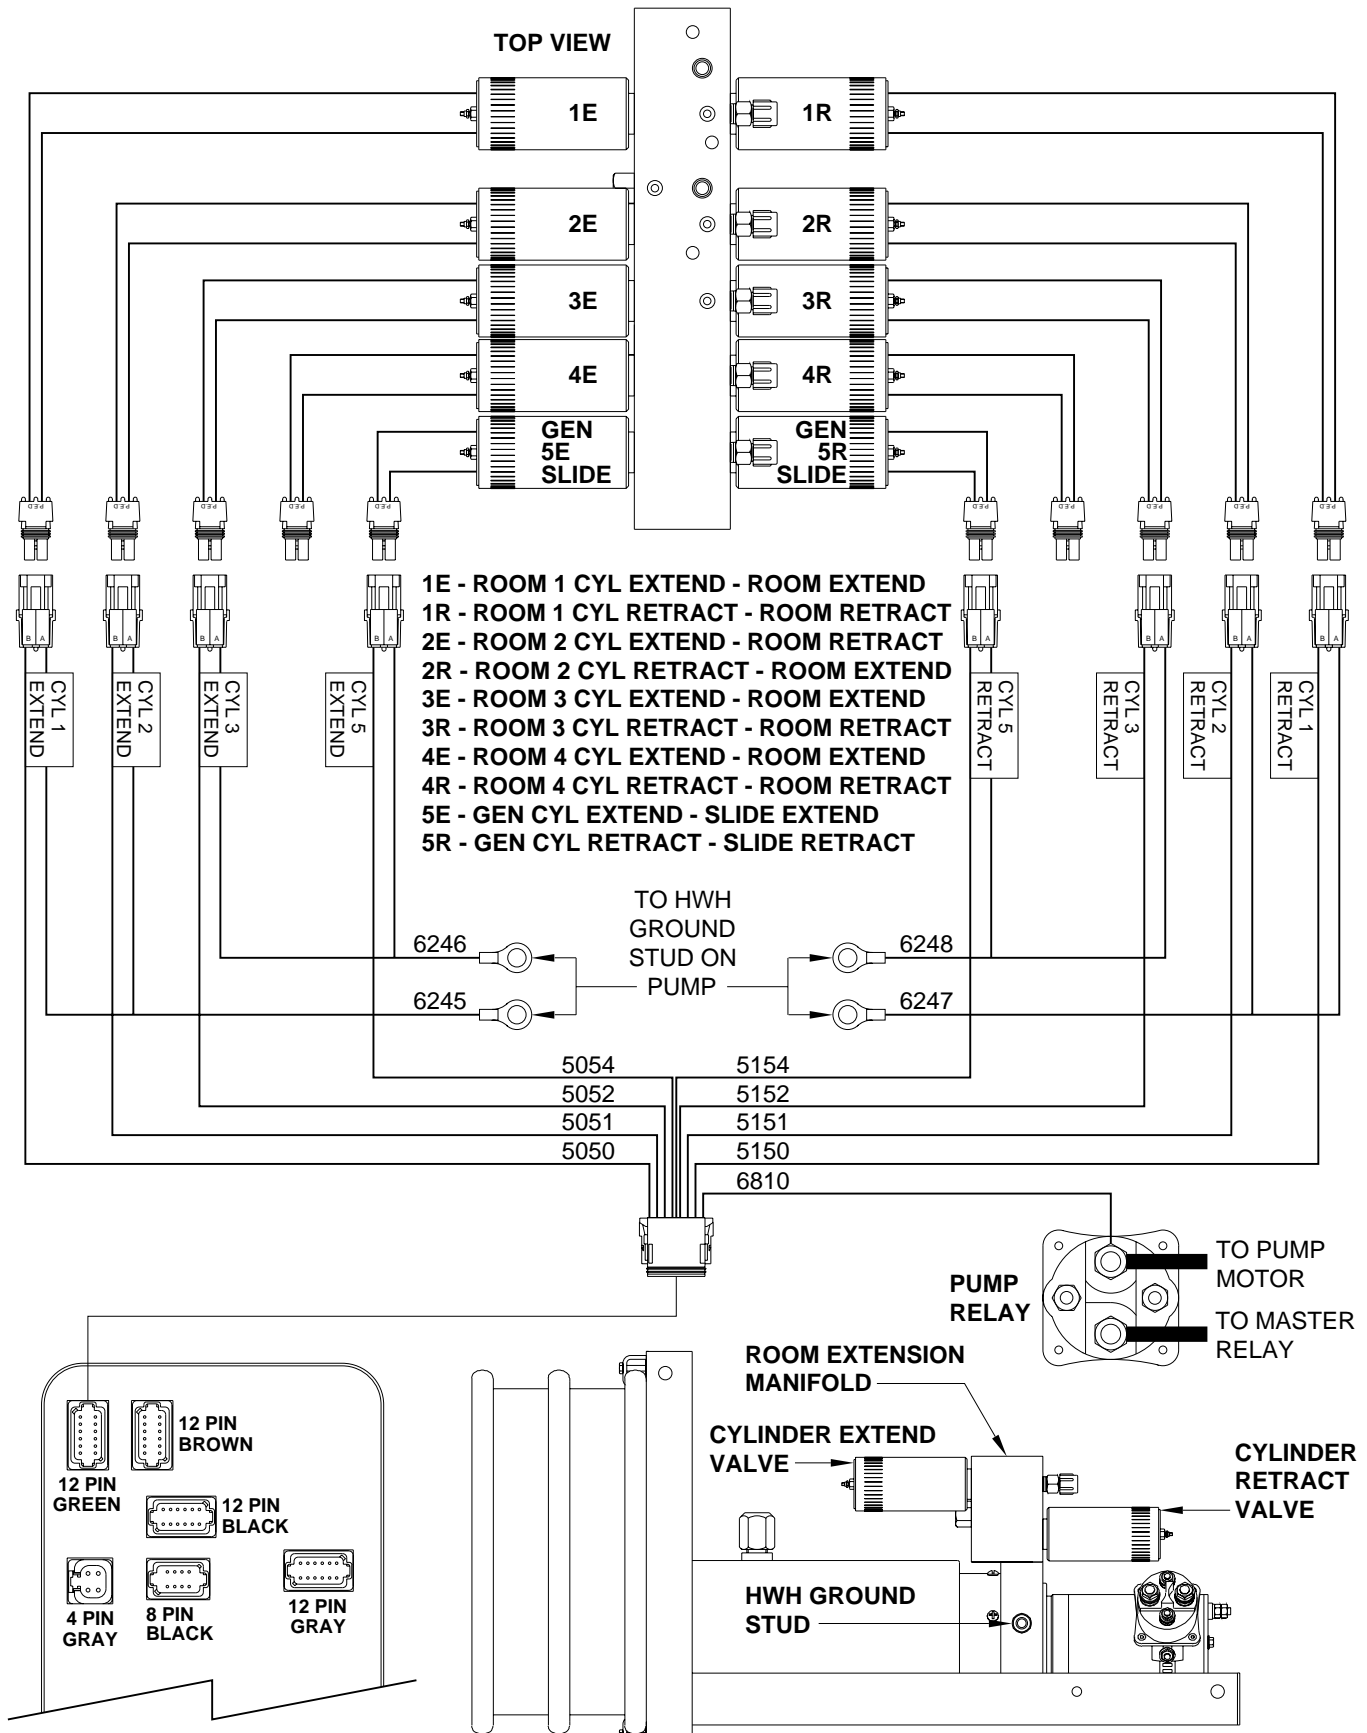 TOP VIEW
1E
1R
2E
2R
3E
3R
4E
4R
GEN
5E
SLIDE
GEN
5R
SLIDE
B A
B A
B A
B A
B A
B A
B A
B A
CYL 1
EXTEND
CYL 2
EXTEND
CYL 3
EXTEND
CYL 5
EXTEND
CYL 5
RETRACT
CYL 3
RETRACT
CYL 2
RETRACT
CYL 1
RETRACT
1E - ROOM 1 CYL EXTEND - ROOM EXTEND
1R - ROOM 1 CYL RETRACT - ROOM RETRACT
2E - ROOM 2 CYL EXTEND - ROOM RETRACT
2R - ROOM 2 CYL RETRACT - ROOM EXTEND
3E - ROOM 3 CYL EXTEND - ROOM EXTEND
3R - ROOM 3 CYL RETRACT - ROOM RETRACT
4E - ROOM 4 CYL EXTEND - ROOM EXTEND
4R - ROOM 4 CYL RETRACT - ROOM RETRACT
5E - GEN CYL EXTEND - SLIDE EXTEND
5R - GEN CYL RETRACT - SLIDE RETRACT
TO HWH
GROUND
STUD ON
PUMP
6246
6248
6245
6247
5054
5154
5052
5152
5051
5151
5050
5150
6810
PUMP
RELAY
TO PUMP
MOTOR
TO MASTER
RELAY
ROOM EXTENSION
MANIFOLD
CYLINDER EXTEND
VALVE
CYLINDER
RETRACT
VALVE
HWH GROUND
STUD
12 PIN
GREEN
12 PIN
BROWN
12 PIN
BLACK
4 PIN
GRAY
8 PIN
BLACK
12 PIN
GRAY